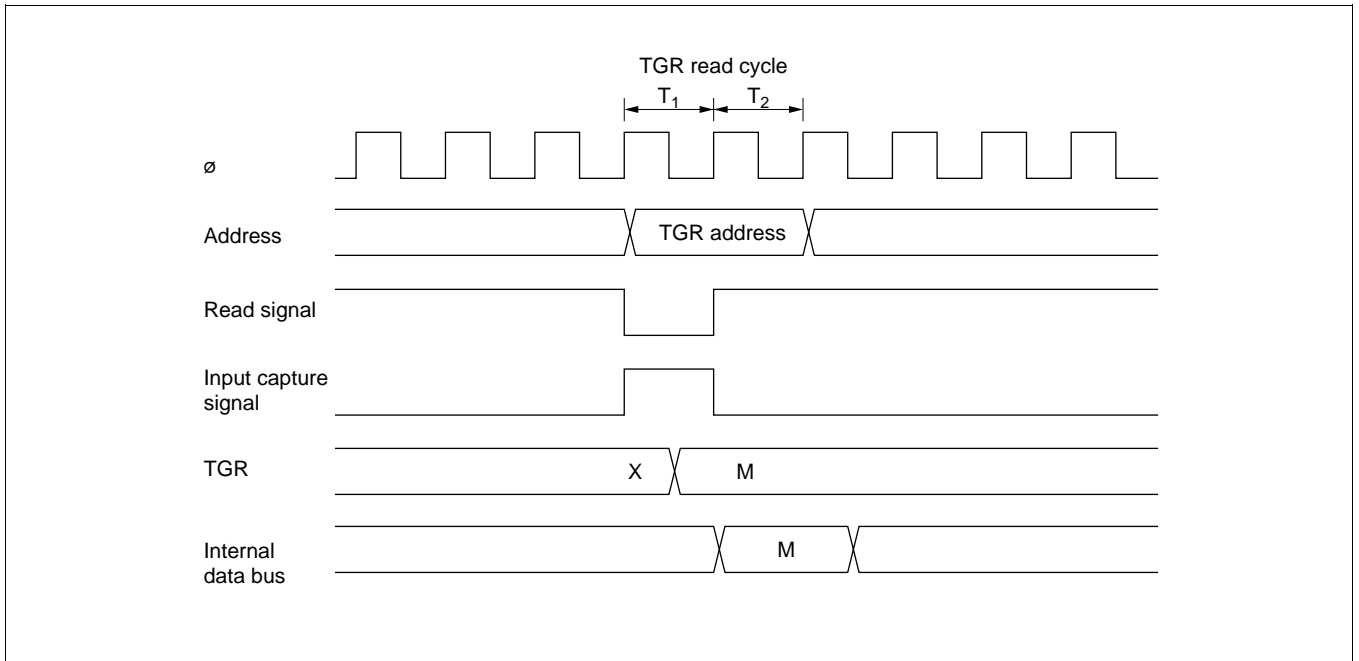 TGR read cycle
T1 T2
ø
Address
TGR address
Read signal
Input capture
signal
TGR
X M
Internal
data bus
M